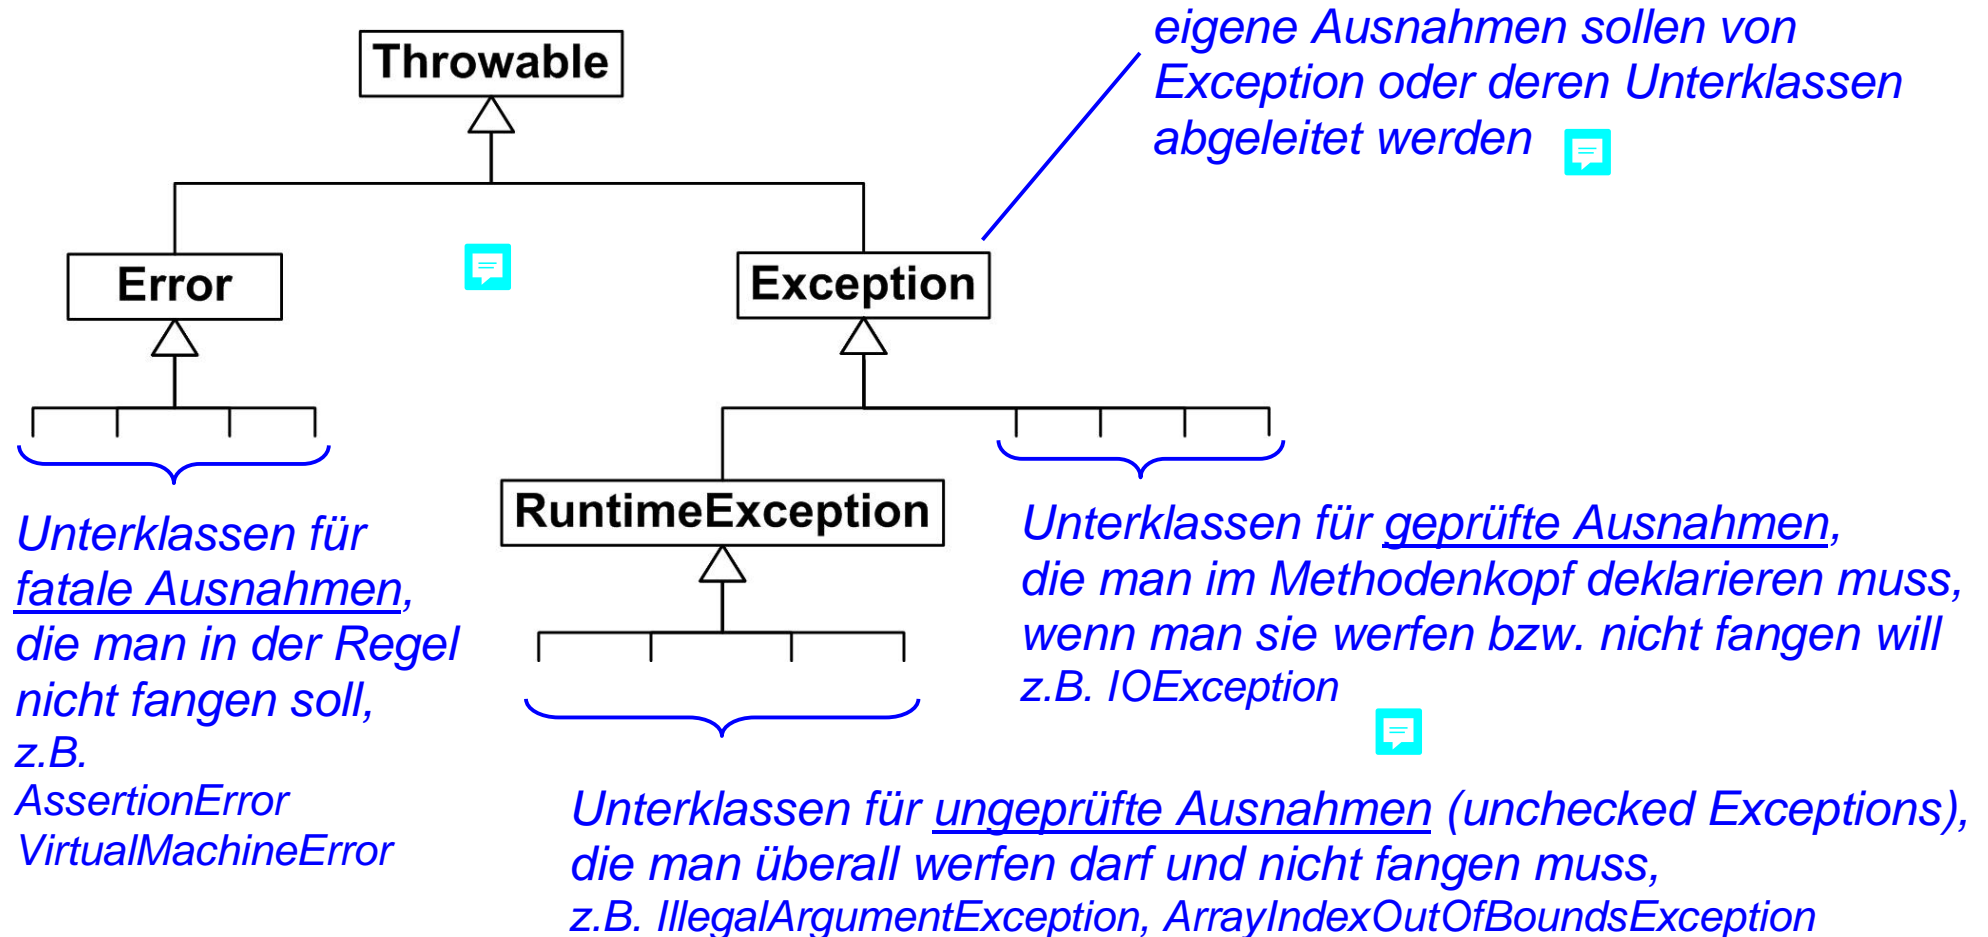 Throwable
eigene Ausnahmen sollen von
Exception oder deren Unterklassen
abgeleitet werden
Error
Exception
RuntimeException
Unterklassen für
fatale Ausnahmen,
die man in der Regel
nicht fangen soll,
z.B.
AssertionError
VirtualMachineError
Unterklassen für geprüfte Ausnahmen,
die man im Methodenkopf deklarieren muss,
wenn man sie werfen bzw. nicht fangen will
z.B. IOException
Unterklassen für ungeprüfte Ausnahmen (unchecked Exceptions),
die man überall werfen darf und nicht fangen muss,
z.B. IllegalArgumentException, ArrayIndexOutOfBoundsException